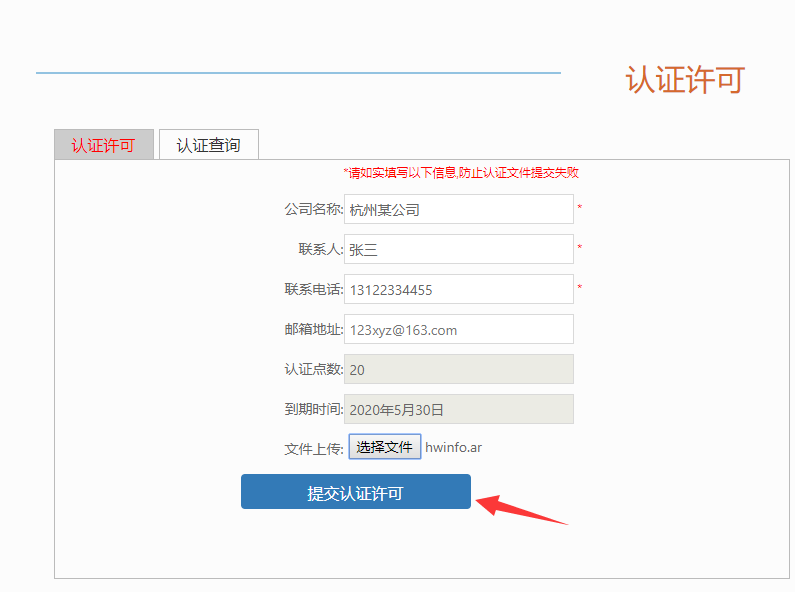 认证许可
认证许可 认证查询
*请如实填写以下信息,防止认证文件提交失败
公司名称: 杭州某公司 *
联系人: 张三 *
联系电话: 13122334455 *
邮箱地址: 123xyz@163.com
认证点数: 20
到期时间: 2020年5月30日
文件上传: 选择文件 hwinfo.ar
提交认证许可